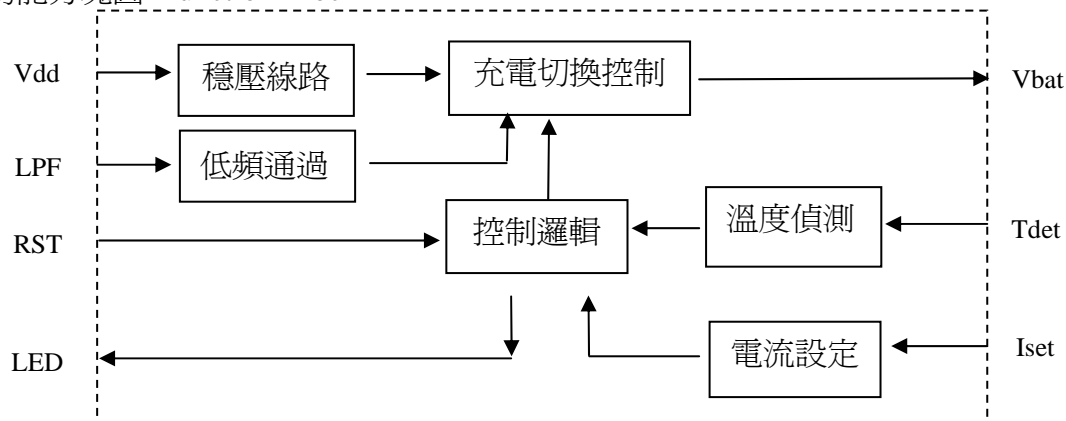 Vdd 穩壓線路 充電切換控制 Vbat
LPF 低頻通過
RST 控制邏輯 溫度偵測 Tdet
LED 電流設定 Iset